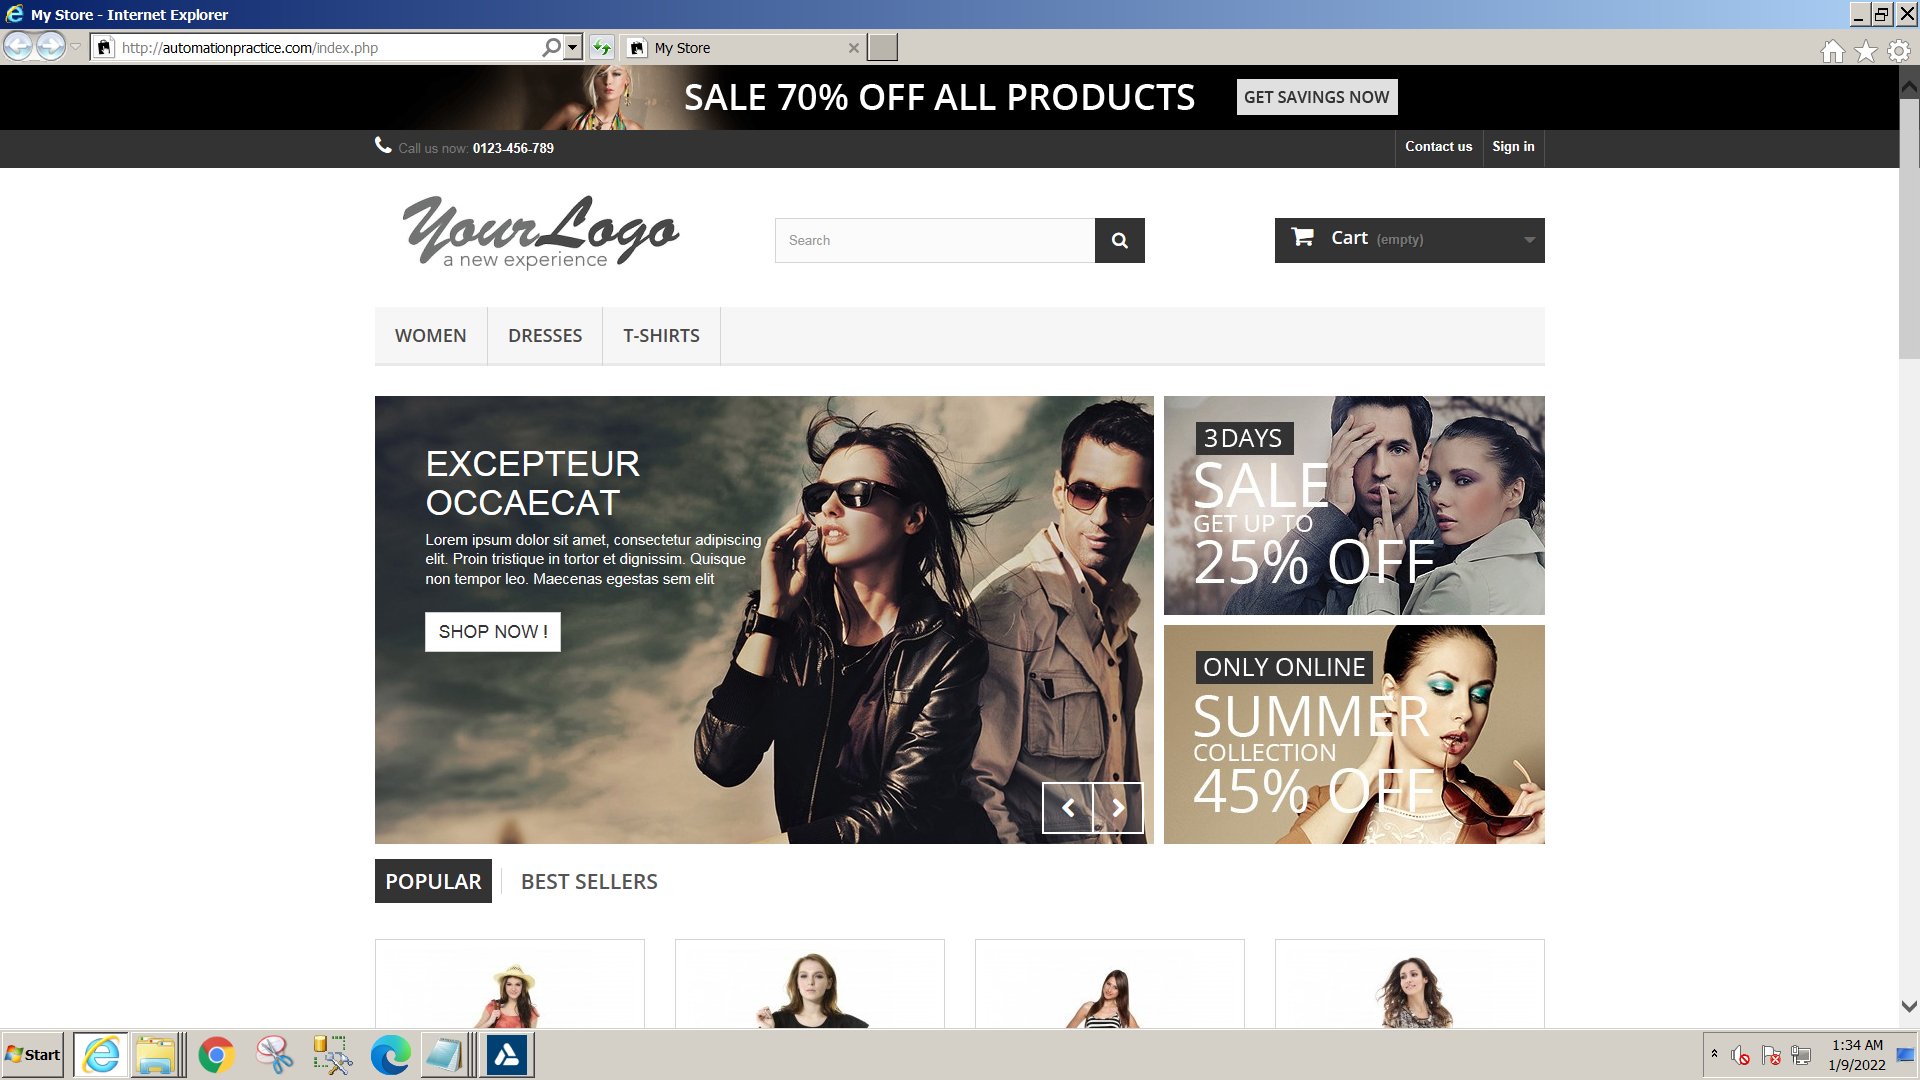 My Store - Internet Explorer
http://automationpractice.com/index.php
My Store
SALE 70% OFF ALL PRODUCTS
GET SAVINGS NOW
Call us now: 0123-456-789
Contact us
Sign in
YourLogo
a new experience
Search
Cart (empty)
WOMEN
DRESSES
T-SHIRTS
EXCEPTEUR
OCCAECAT
Lorem ipsum dolor sit amet, consectetur adipiscing
elit. Proin tristique in tortor et dignissim. Quisque
non tempor leo. Maecenas egestas sem elit
SHOP NOW !
3 DAYS
SALE
GET UP TO
25% OFF
ONLY ONLINE
SUMMER
COLLECTION
45% OFF
POPULAR
BEST SELLERS
Start
1:34 AM
1/9/2022